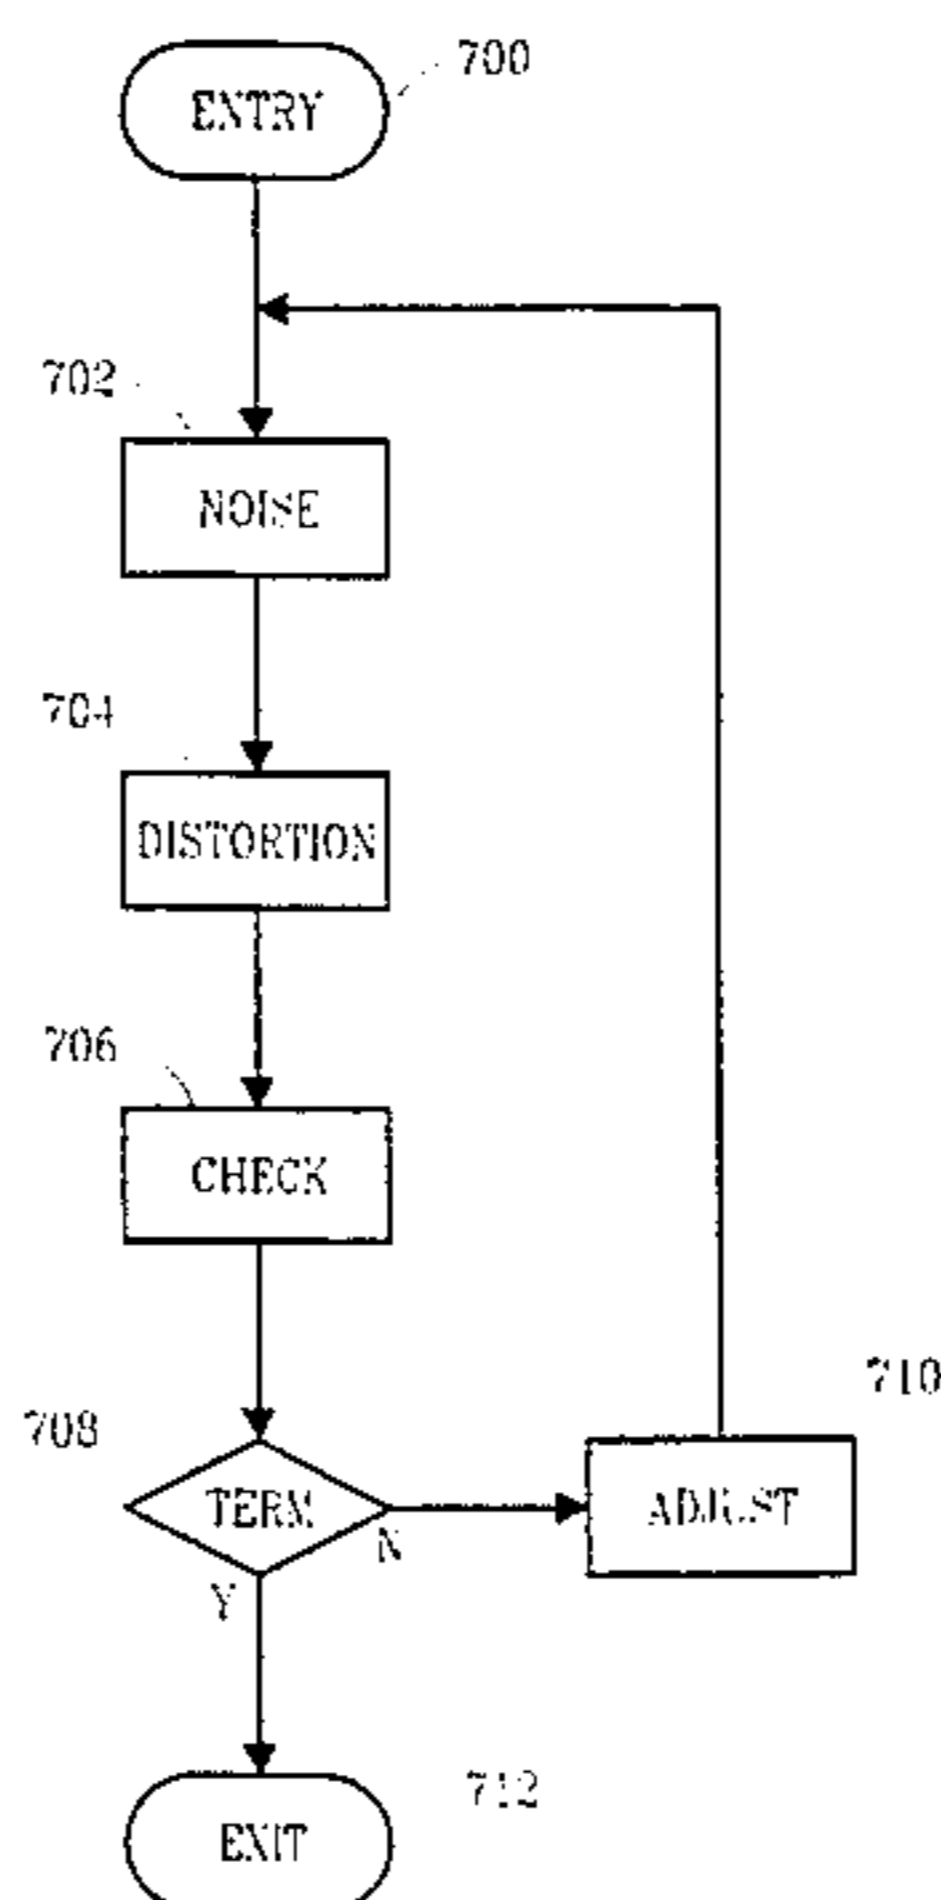 700
ENTRY
702
NOISE
704
DISTORTION
706
CHECK
710
708
TERM
ADJUST
N
Y
712
EXIT